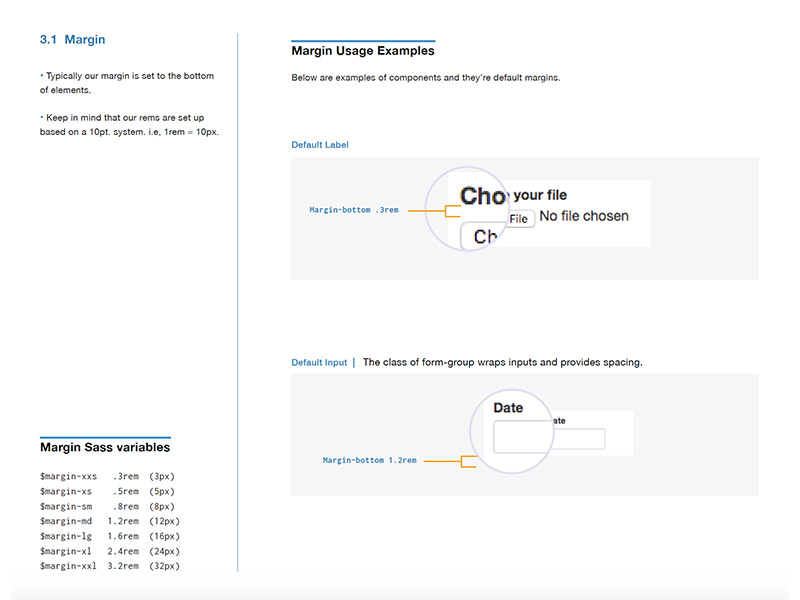 3.1 Margin
• Typically our margin is set to the bottom
of elements.
• Keep in mind that our rems are set up
based on a 10pt. system. i.e, 1rem = 10px.
Margin Sass variables
$margin-xxs .3rem (3px)
$margin-xs .5rem (5px)
$margin-sm .8rem (8px)
$margin-md 1.2rem (12px)
$margin-lg 1.6rem (16px)
$margin-xl 2.4rem (24px)
$margin-xxl 3.2rem (32px)
Margin Usage Examples
Below are examples of components and they're default margins.
Default Label
Margin-bottom .3rem
Cho your file
File No file chosen
Ch
Default Input | The class of form-group wraps inputs and provides spacing.
Date
ate
Margin-bottom 1.2rem